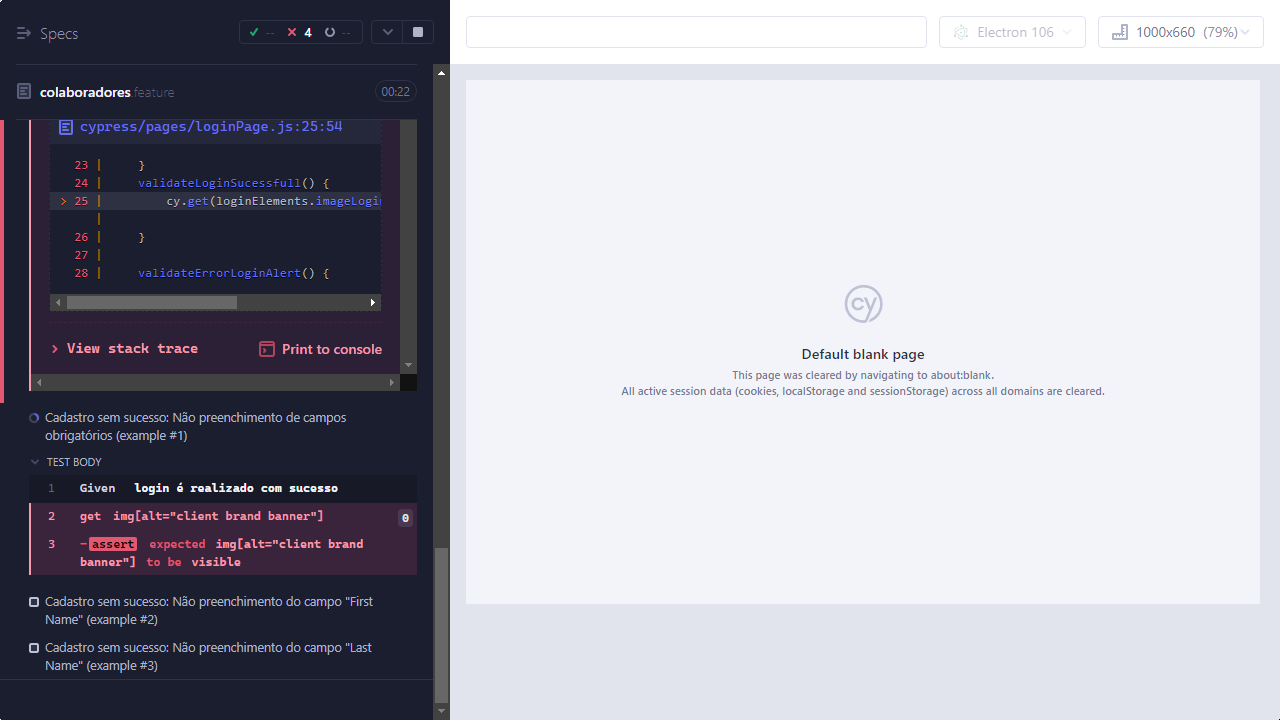 Specs
-- 4 --
Electron 106
1000x660 (79%)
colaboradores.feature
00:22
cypress/pages/loginPage.js:25:54
23 | }
24 | validateLoginSucessfull() {
> 25 | cy.get(loginElements.imageLogin
|
26 | }
27 |
28 | validateErrorLoginAlert() {
> View stack trace
Print to console
cy
Default blank page
This page was cleared by navigating to about:blank.
All active session data (cookies, localStorage and sessionStorage) across all domains are cleared.
Cadastro sem sucesso: Não preenchimento de campos
obrigatórios (example #1)
TEST BODY
1 Given login é realizado com sucesso
2 get img[alt="client brand banner"] 0
3 -assert expected img[alt="client brand
banner"] to be visible
Cadastro sem sucesso: Não preenchimento do campo "First
Name" (example #2)
Cadastro sem sucesso: Não preenchimento do campo "Last
Name" (example #3)